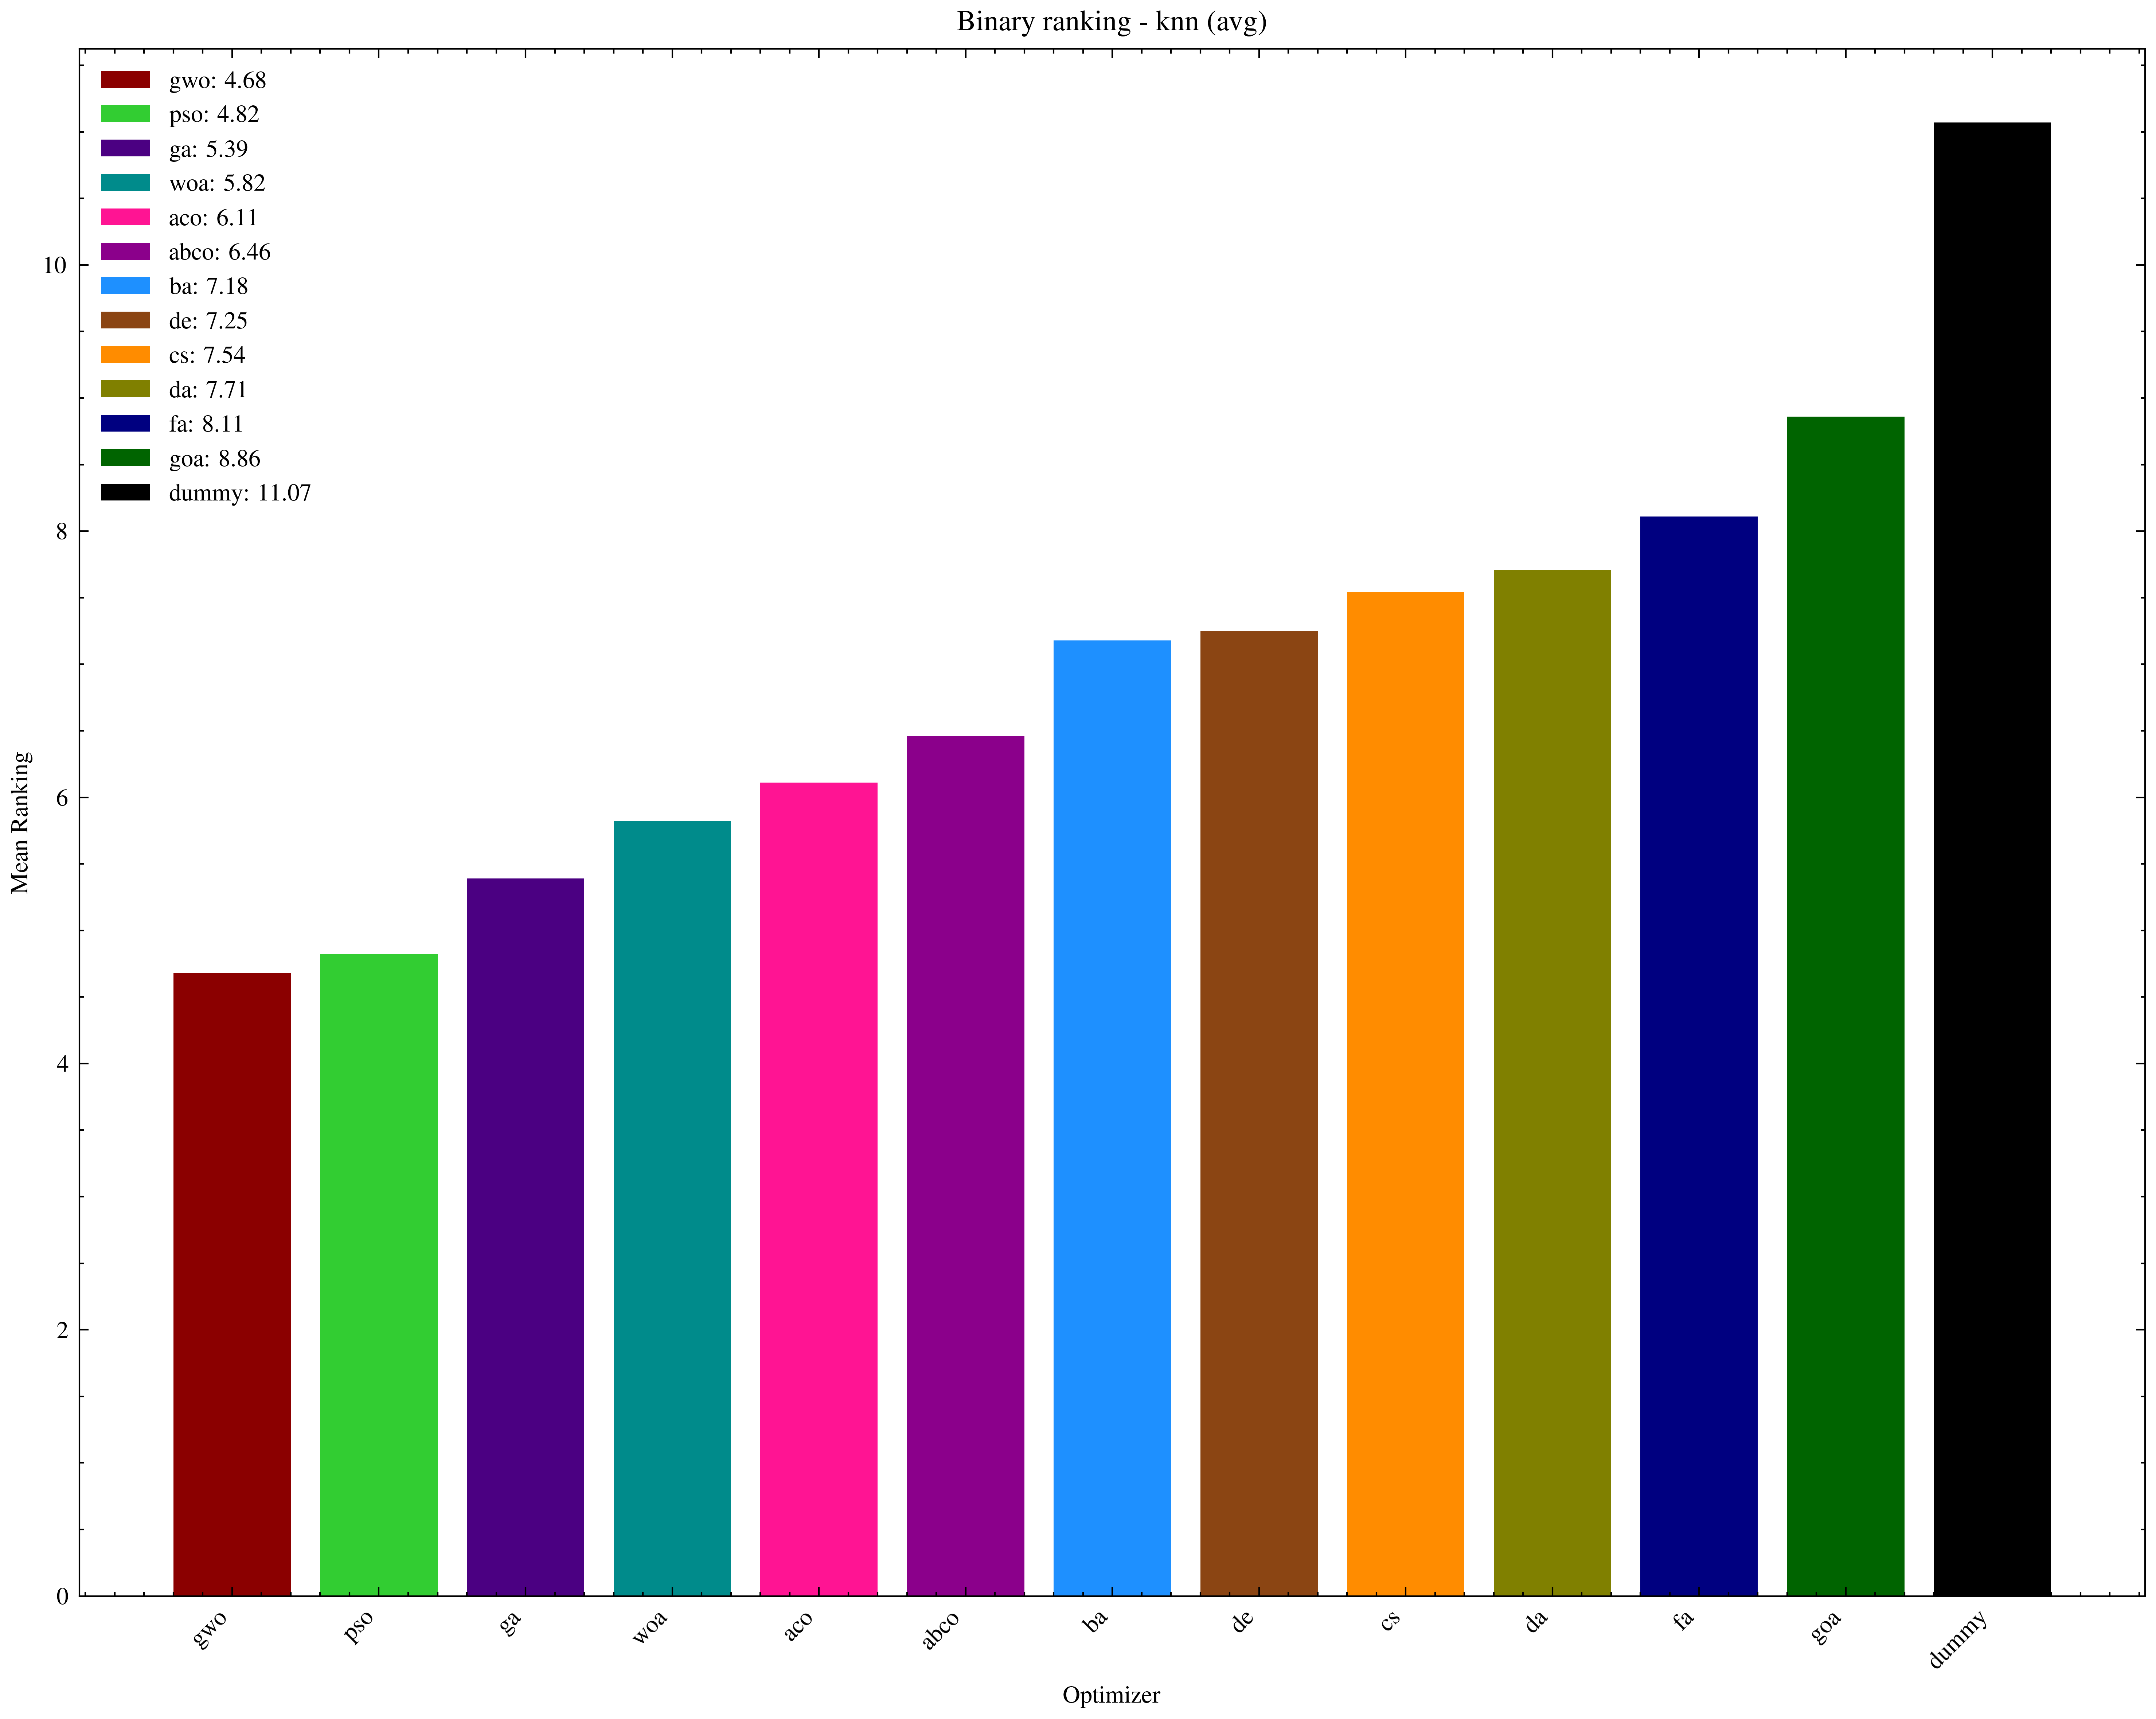 Binary ranking - knn (avg)
gwo: 4.68
pso: 4.82
ga: 5.39
woa: 5.82
aco: 6.11
abco: 6.46
ba: 7.18
de: 7.25
cs: 7.54
da: 7.71
fa: 8.11
goa: 8.86
dummy: 11.07
Mean Ranking
10
8
6
4
2
0
gwo
pso
ga
woa
aco
abco
ba
de
cs
da
fa
goa
dummy
Optimizer